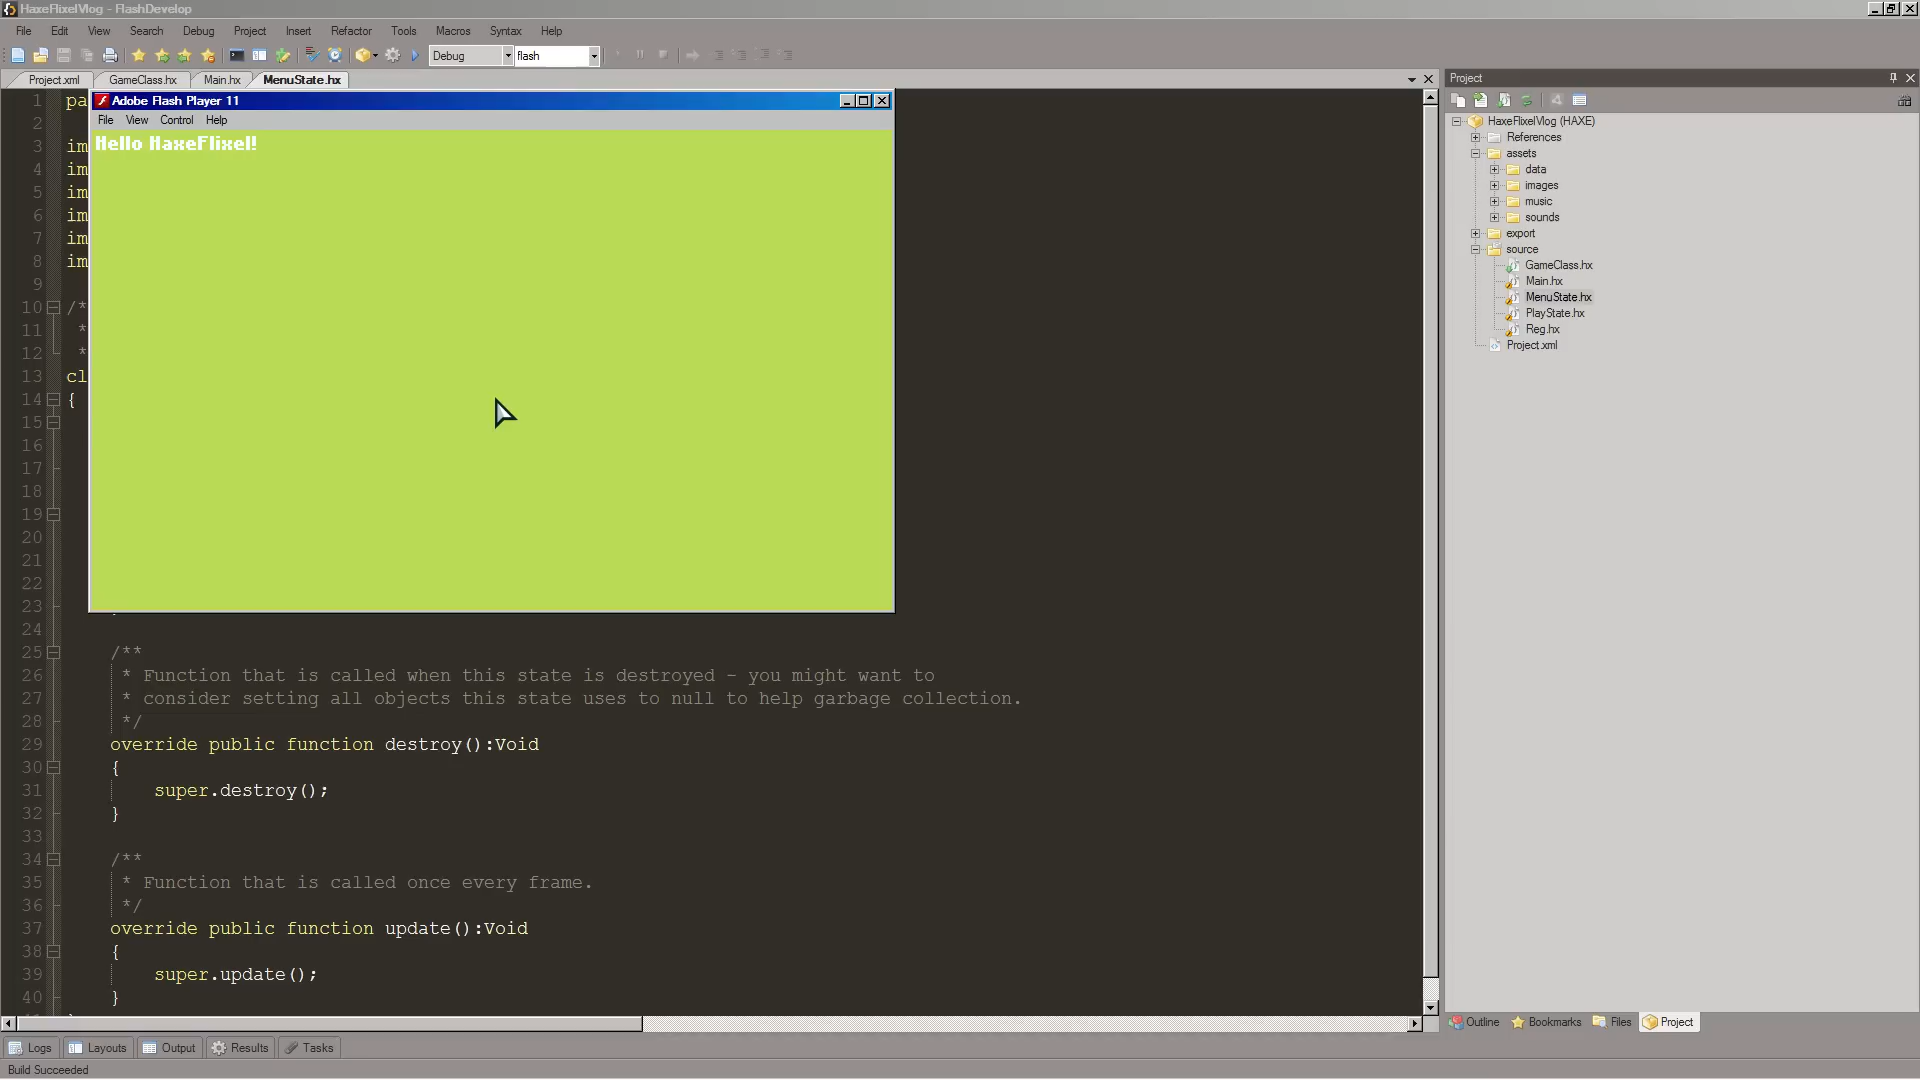 HaxeFlixelVlog - FlashDevelop
File Edit View Search Debug Project Insert Refactor Tools Macros Syntax Help
Debug flash
Project.xml GameClass.hx Main.hx MenuState.hx
Project
Adobe Flash Player 11
File View Control Help
Hello HaxeFlixel!
HaxeFlixelVlog (HAXE)
References
assets
data
images
music
sounds
export
source
GameClass.hx
Main.hx
MenuState.hx
PlayState.hx
Reg.hx
Project.xml
1 pa
2
3 im
4 im
5 im
6 im
7 im
8 im
9
10 /*
11 *
12 *
13 cl
14 {
15
16
17
18
19
20
21
22
23
24
25 /**
26 * Function that is called when this state is destroyed - you might want to
27 * consider setting all objects this state uses to null to help garbage collection.
28 */
29 override public function destroy():Void
30 {
31 super.destroy();
32 }
33
34 /**
35 * Function that is called once every frame.
36 */
37 override public function update():Void
38 {
39 super.update();
40 }
Outline Bookmarks Files Project
Logs Layouts Output Results Tasks
Build Succeeded